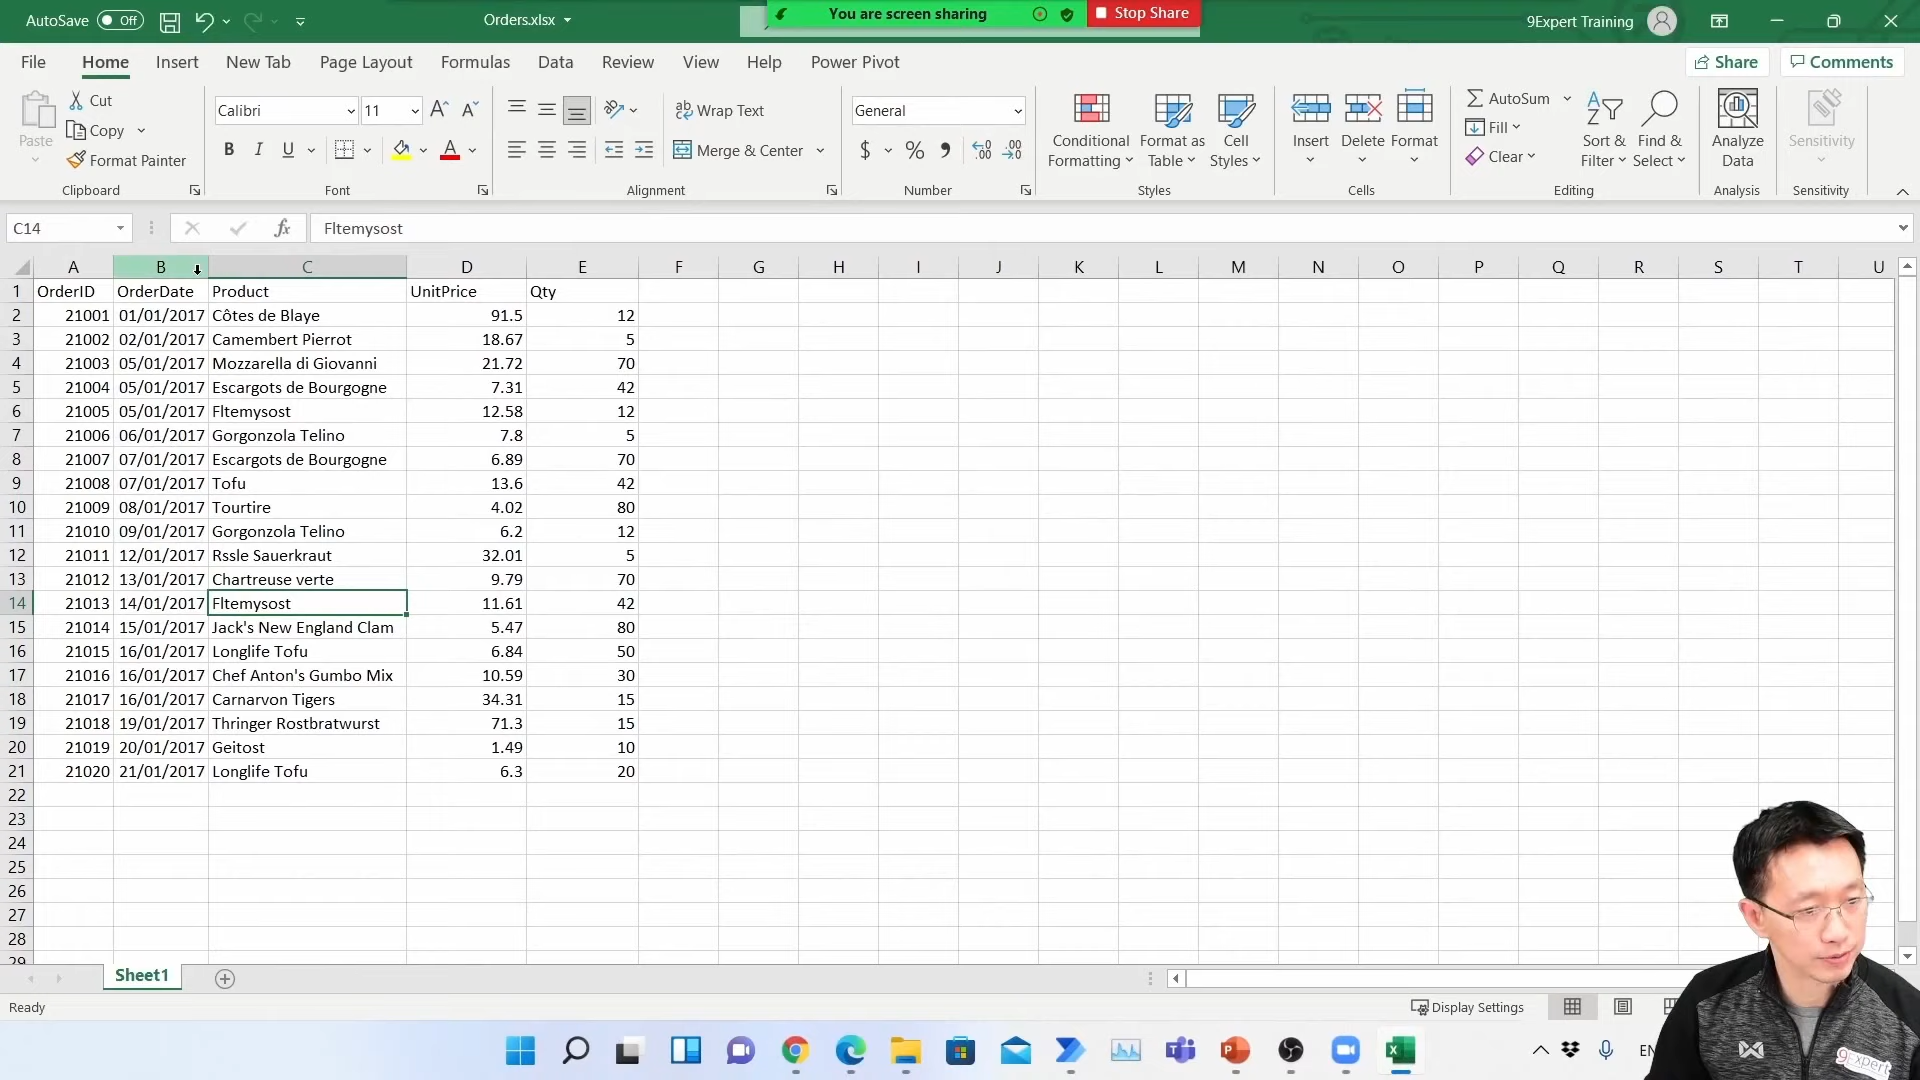 AutoSave Off Orders.xlsx You are screen sharing Stop Share 9Expert Training
File Home Insert New Tab Page Layout Formulas Data Review View Help Power Pivot Share Comments
Paste Cut Copy Format Painter Clipboard
Calibri 11 B I U A Font
ab Wrap Text Merge & Center Alignment
General $ % Number
Conditional Formatting Format as Table Cell Styles Styles
Insert Delete Format Cells
AutoSum Fill Clear Sort & Filter Find & Select Editing
Analyze Data Analysis
Sensitivity Sensitivity
C14 fx Fltemysost
A B C D E F G H I J K L M N O P Q R S T U
1 OrderID OrderDate Product UnitPrice Qty
2 21001 01/01/2017 Côtes de Blaye 91.5 12
3 21002 02/01/2017 Camembert Pierrot 18.67 5
4 21003 05/01/2017 Mozzarella di Giovanni 21.72 70
5 21004 05/01/2017 Escargots de Bourgogne 7.31 42
6 21005 05/01/2017 Fltemysost 12.58 12
7 21006 06/01/2017 Gorgonzola Telino 7.8 5
8 21007 07/01/2017 Escargots de Bourgogne 6.89 70
9 21008 07/01/2017 Tofu 13.6 42
10 21009 08/01/2017 Tourtire 4.02 80
11 21010 09/01/2017 Gorgonzola Telino 6.2 12
12 21011 12/01/2017 Rssle Sauerkraut 32.01 5
13 21012 13/01/2017 Chartreuse verte 9.79 70
14 21013 14/01/2017 Fltemysost 11.61 42
15 21014 15/01/2017 Jack's New England Clam 5.47 80
16 21015 16/01/2017 Longlife Tofu 6.84 50
17 21016 16/01/2017 Chef Anton's Gumbo Mix 10.59 30
18 21017 16/01/2017 Carnarvon Tigers 34.31 15
19 21018 19/01/2017 Thringer Rostbratwurst 71.3 15
20 21019 20/01/2017 Geitost 1.49 10
21 21020 21/01/2017 Longlife Tofu 6.3 20
22
23
24
25
26
27
28
29
Sheet1
Ready Display Settings
9Expert